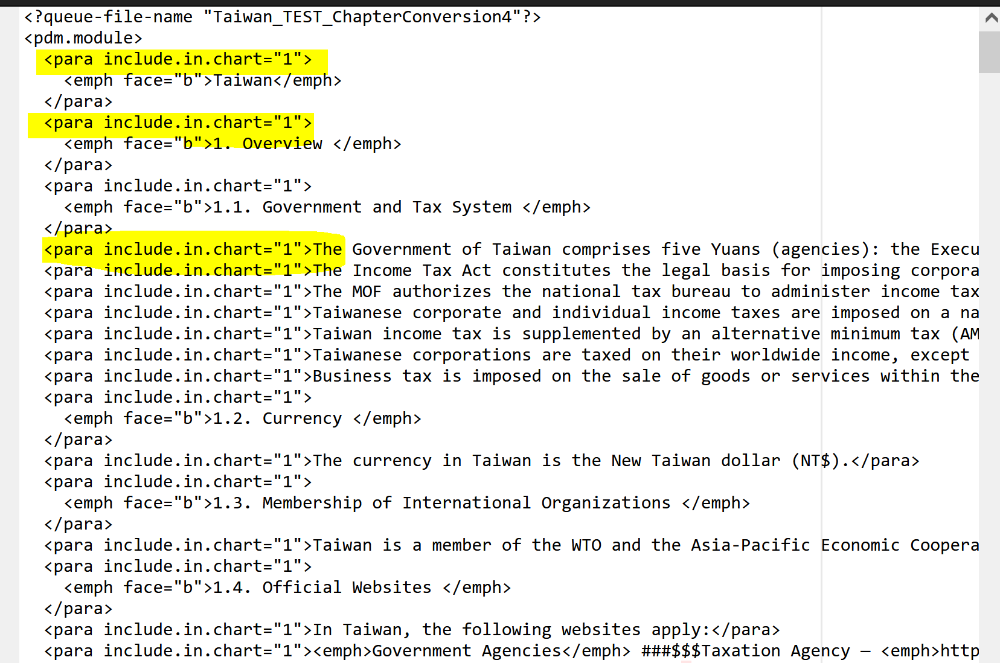 <?queue-file-name "Taiwan_TEST_ChapterConversion4"?>
<pdm.module>
<para include.in.chart="1">
<emph face="b">Taiwan</emph>
</para>
<para include.in.chart="1">
<emph face="b">1. Overview </emph>
</para>
<para include.in.chart="1">
<emph face="b">1.1. Government and Tax System </emph>
</para>
<para include.in.chart="1">The Government of Taiwan comprises five Yuans (agencies): the Execu
<para include.in.chart="1">The Income Tax Act constitutes the legal basis for imposing corpora
<para include.in.chart="1">The MOF authorizes the national tax bureau to administer income tax
<para include.in.chart="1">Taiwanese corporate and individual income taxes are imposed on a na
<para include.in.chart="1">Taiwan income tax is supplemented by an alternative minimum tax (AM
<para include.in.chart="1">Taiwanese corporations are taxed on their worldwide income, except
<para include.in.chart="1">Business tax is imposed on the sale of goods or services within the
<para include.in.chart="1">
<emph face="b">1.2. Currency </emph>
</para>
<para include.in.chart="1">The currency in Taiwan is the New Taiwan dollar (NT$).</para>
<para include.in.chart="1">
<emph face="b">1.3. Membership of International Organizations </emph>
</para>
<para include.in.chart="1">Taiwan is a member of the WTO and the Asia-Pacific Economic Coopera
<para include.in.chart="1">
<emph face="b">1.4. Official Websites </emph>
</para>
<para include.in.chart="1">In Taiwan, the following websites apply:</para>
<para include.in.chart="1"><emph>Government Agencies</emph> ###$$$Taxation Agency – <emph>http